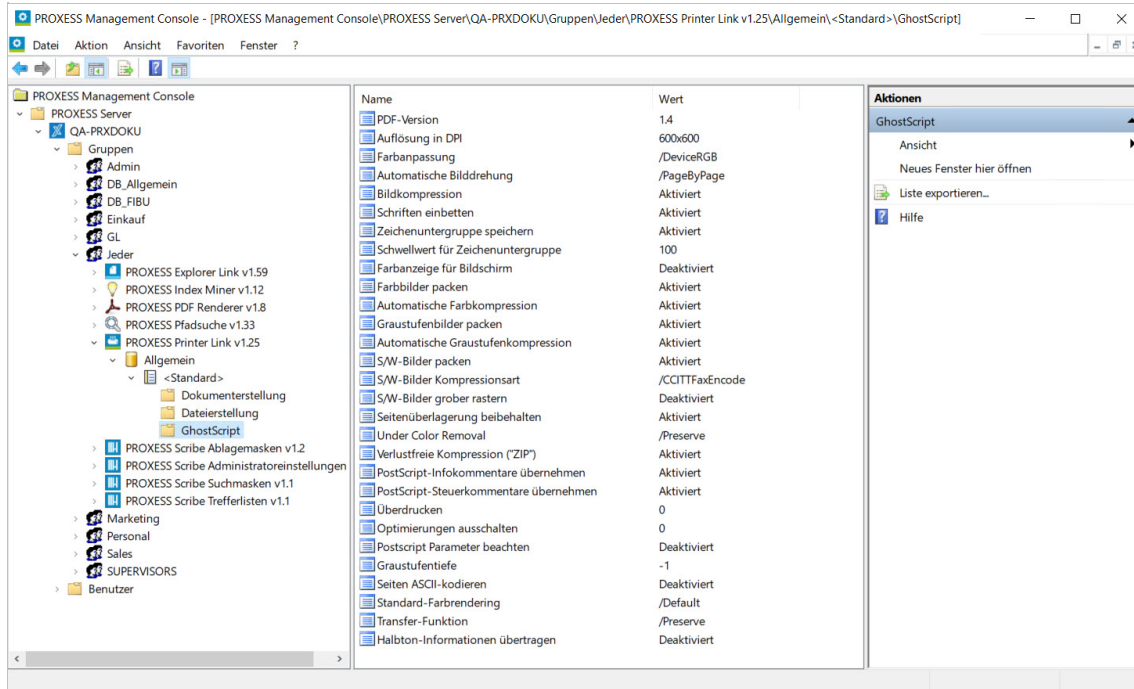 PROXESS Management Console - [PROXESS Management Console\PROXESS Server\QA-PRXDOKU\Gruppen\Jeder\PROXESS Printer Link v1.25\Allgemein\<Standard>\GhostScript]
Datei Aktion Ansicht Favoriten Fenster ?
PROXESS Management Console
PROXESS Server
QA-PRXDOKU
Gruppen
Admin
DB_Allgemein
DB_FIBU
Einkauf
GL
Jeder
PROXESS Explorer Link v1.59
PROXESS Index Miner v1.12
PROXESS PDF Renderer v1.8
PROXESS Pfadsuche v1.33
PROXESS Printer Link v1.25
Allgemein
<Standard>
Dokumenterstellung
Dateierstellung
GhostScript
PROXESS Scribe Ablagemasken v1.2
PROXESS Scribe Administratoreinstellungen
PROXESS Scribe Suchmasken v1.1
PROXESS Scribe Trefferlisten v1.1
Marketing
Personal
Sales
SUPERVISORS
Benutzer
Name Wert
PDF-Version 1.4
Auflösung in DPI 600x600
Farbanpassung /DeviceRGB
Automatische Bilddrehung /PageByPage
Bildkompression Aktiviert
Schriften einbetten Aktiviert
Zeichenuntergruppe speichern Aktiviert
Schwellwert für Zeichenuntergruppe 100
Farbanzeige für Bildschirm Deaktiviert
Farbbilder packen Aktiviert
Automatische Farbkompression Aktiviert
Graustufenbilder packen Aktiviert
Automatische Graustufenkompression Aktiviert
S/W-Bilder packen Aktiviert
S/W-Bilder Kompressionsart /CCITTFaxEncode
S/W-Bilder grober rastern Deaktiviert
Seitenüberlagerung beibehalten Aktiviert
Under Color Removal /Preserve
Verlustfreie Kompression ("ZIP") Aktiviert
PostScript-Infokommentare übernehmen Aktiviert
PostScript-Steuerkommentare übernehmen Aktiviert
Überdrucken 0
Optimierungen ausschalten 0
Postscript Parameter beachten Deaktiviert
Graustufentiefe -1
Seiten ASCII-kodieren Deaktiviert
Standard-Farbrendering /Default
Transfer-Funktion /Preserve
Halbton-Informationen übertragen Deaktiviert
Aktionen
GhostScript
Ansicht
Neues Fenster hier öffnen
Liste exportieren...
Hilfe